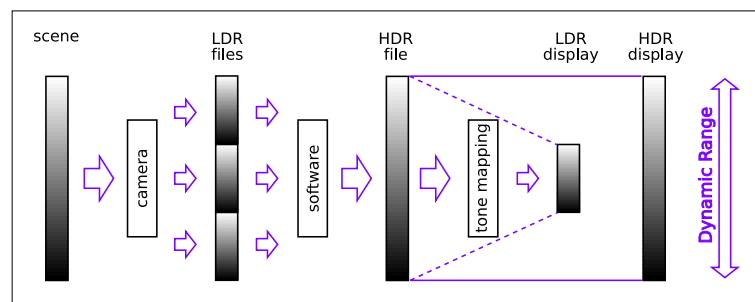 scene
LDR
files
HDR
file
LDR
display
HDR
display
camera
software
tone mapping
Dynamic Range